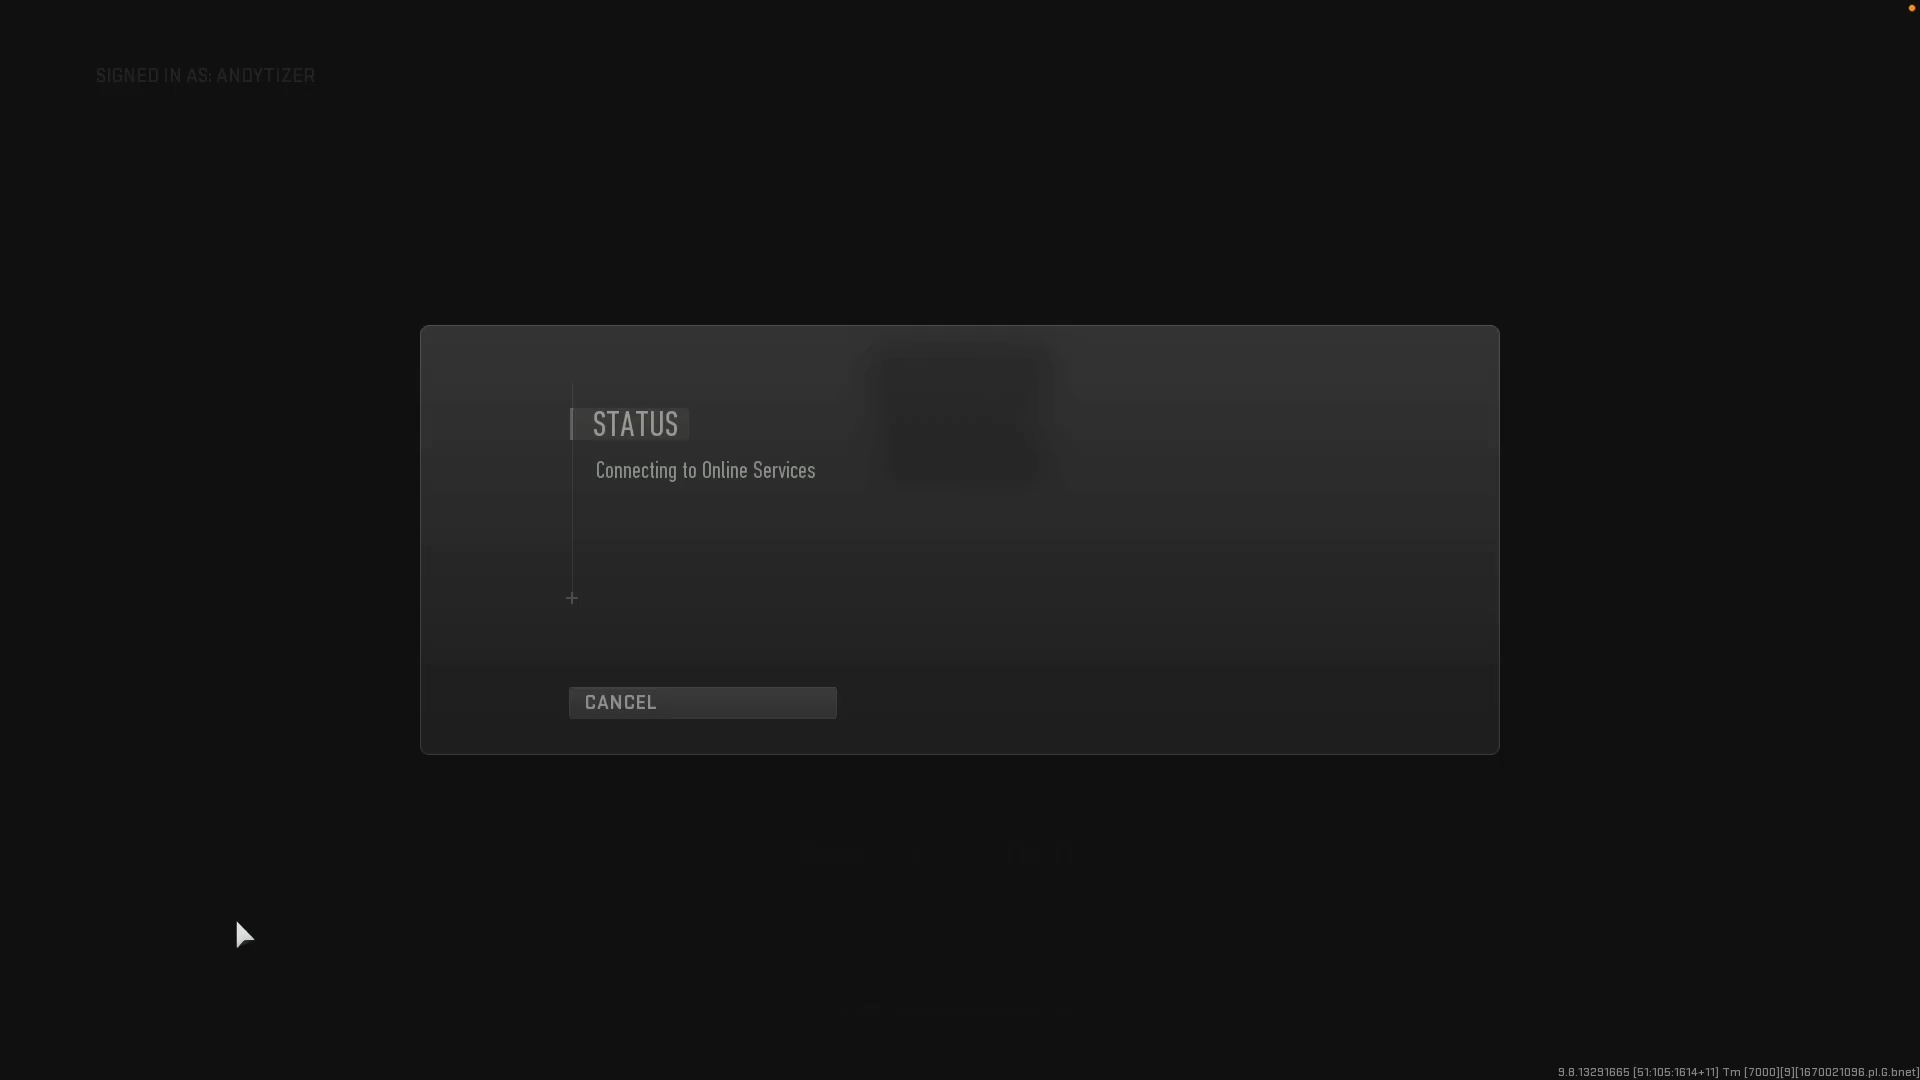 SIGNED IN AS: ANDYTIZER
STATUS
Connecting to Online Services
CANCEL
9.8.13291665 [51:105:1614+11] Tm [7000][9][1670021096.pl.G.bnet]